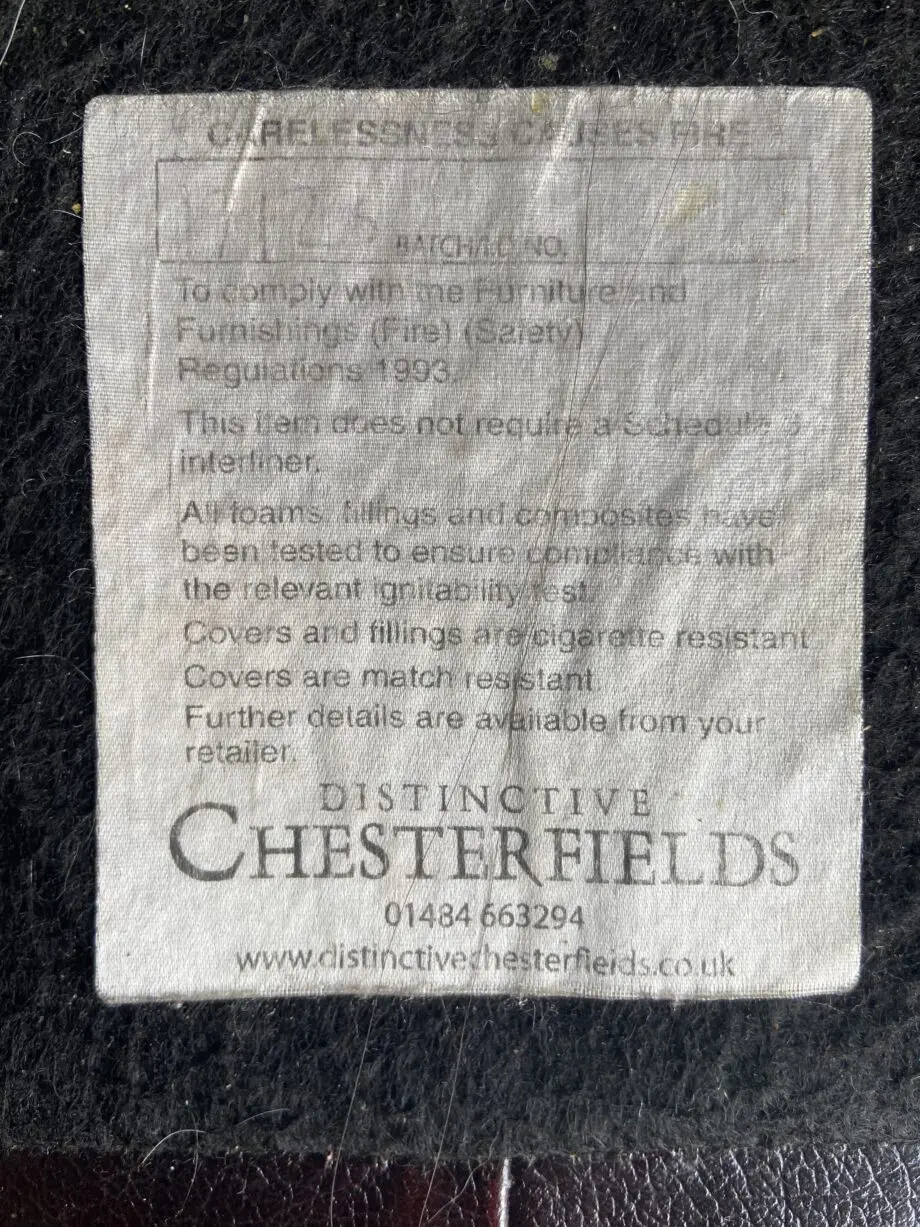 CARELESSNESS CAUSES FIRE
BATCH/I.D NO.
To comply with the Furniture and
Furnishings (Fire) (Safety)
Regulations 1993.
This item does not require a Schedule 3
interliner.
All foams, fillings and composites have
been tested to ensure compliance with
the relevant ignitability test.
Covers and fillings are cigarette resistant
Covers are match resistant.
Further details are available from your
retailer.
DISTINCTIVE
CHESTERFIELDS
01484 663294
www.distinctivechesterfields.co.uk